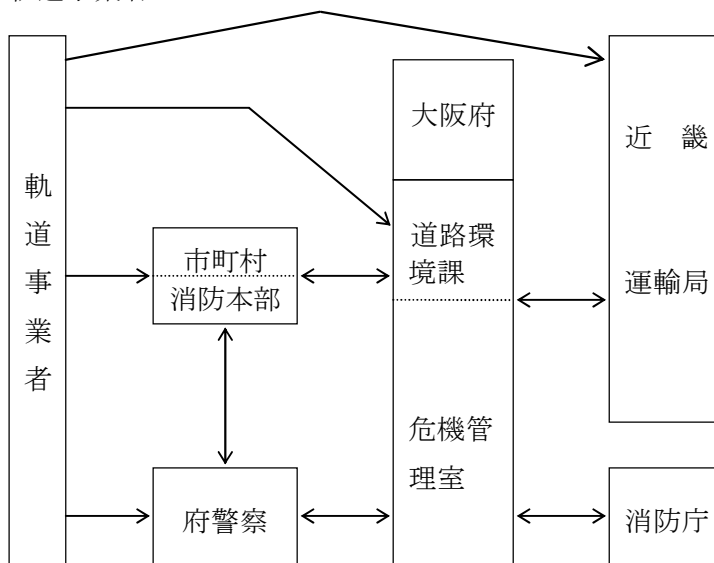 軌道事業者
市町村
消防本部
府警察
大阪府
道路環
境課
危機管
理室
近　畿
運輸局
消防庁